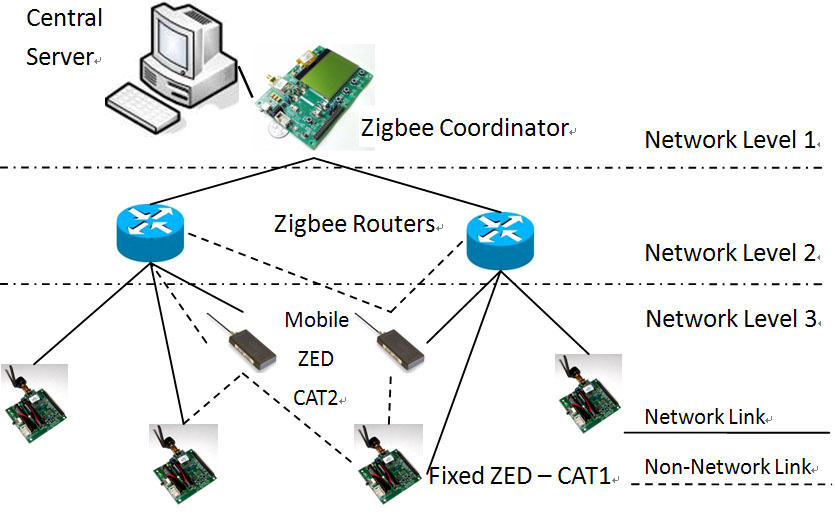 Central
Server
Zigbee Coordinator
Network Level 1
Zigbee Routers
Network Level 2
Network Level 3
Mobile
ZED
CAT2
Network Link
Fixed ZED – CAT1
Non-Network Link